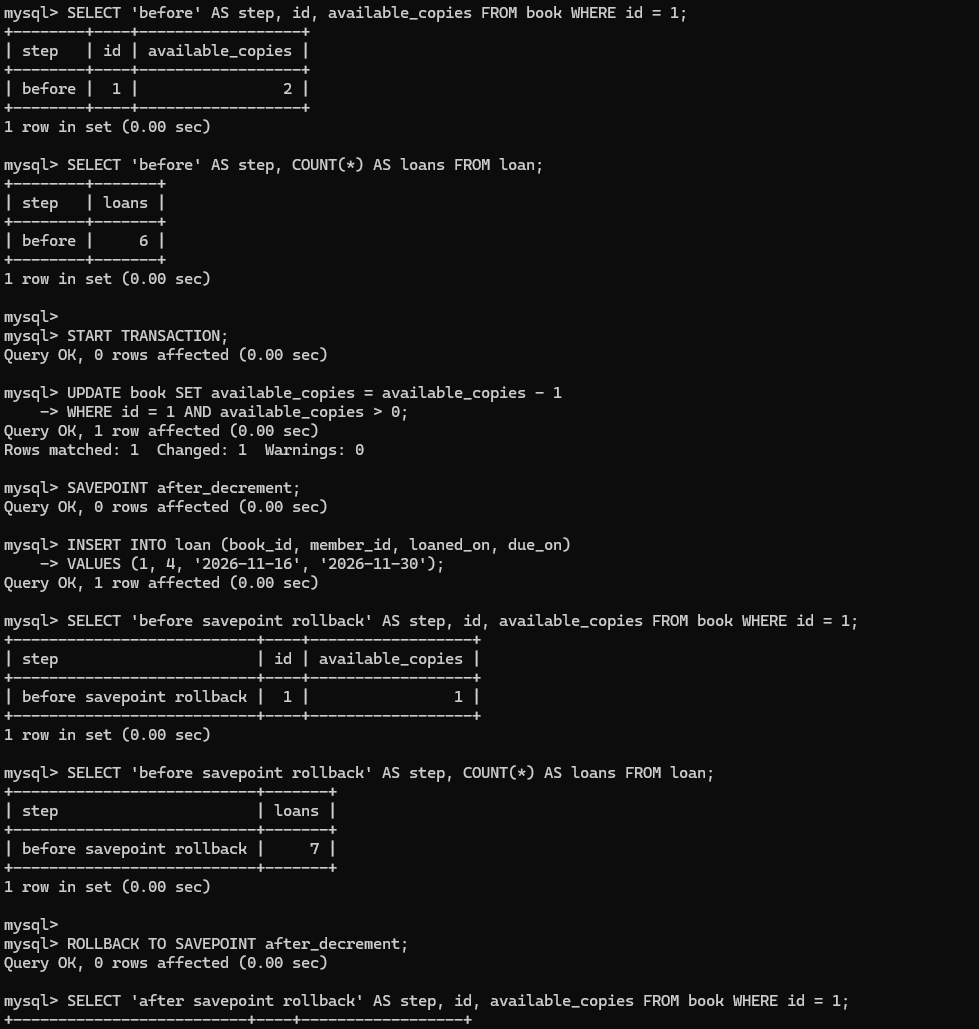 mysql> SELECT 'before' AS step, id, available_copies FROM book WHERE id = 1;
+--------+----+------------------+
| step   | id | available_copies |
+--------+----+------------------+
| before |  1 |                2 |
+--------+----+------------------+
1 row in set (0.00 sec)

mysql> SELECT 'before' AS step, COUNT(*) AS loans FROM loan;
+--------+-------+
| step   | loans |
+--------+-------+
| before |     6 |
+--------+-------+
1 row in set (0.00 sec)

mysql>
mysql> START TRANSACTION;
Query OK, 0 rows affected (0.00 sec)

mysql> UPDATE book SET available_copies = available_copies - 1
    -> WHERE id = 1 AND available_copies > 0;
Query OK, 1 row affected (0.00 sec)
Rows matched: 1  Changed: 1  Warnings: 0

mysql> SAVEPOINT after_decrement;
Query OK, 0 rows affected (0.00 sec)

mysql> INSERT INTO loan (book_id, member_id, loaned_on, due_on)
    -> VALUES (1, 4, '2026-11-16', '2026-11-30');
Query OK, 1 row affected (0.00 sec)

mysql> SELECT 'before savepoint rollback' AS step, id, available_copies FROM book WHERE id = 1;
+---------------------------+----+------------------+
| step                      | id | available_copies |
+---------------------------+----+------------------+
| before savepoint rollback |  1 |                1 |
+---------------------------+----+------------------+
1 row in set (0.00 sec)

mysql> SELECT 'before savepoint rollback' AS step, COUNT(*) AS loans FROM loan;
+---------------------------+-------+
| step                      | loans |
+---------------------------+-------+
| before savepoint rollback |     7 |
+---------------------------+-------+
1 row in set (0.00 sec)

mysql>
mysql> ROLLBACK TO SAVEPOINT after_decrement;
Query OK, 0 rows affected (0.00 sec)

mysql> SELECT 'after savepoint rollback' AS step, id, available_copies FROM book WHERE id = 1;
+--------------------------+----+------------------+